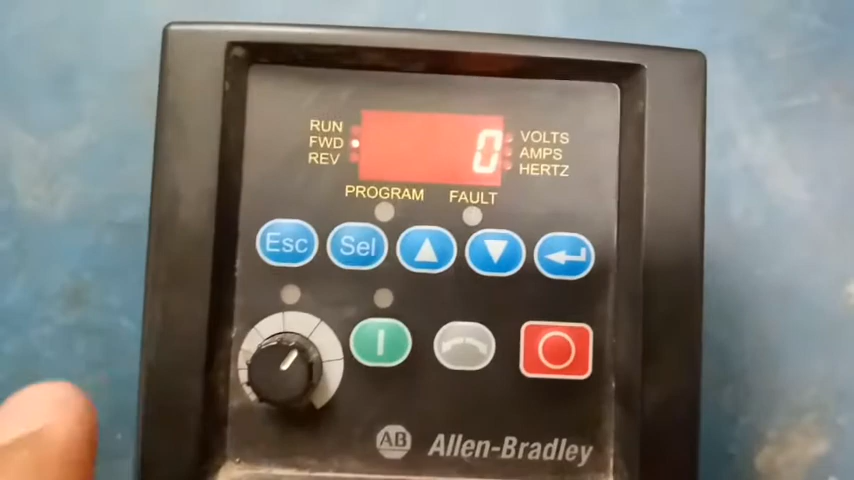 RUN
FWD
REV
0
VOLTS
AMPS
HERTZ
PROGRAM
FAULT
Esc
Sel
I
AB
Allen-Bradley